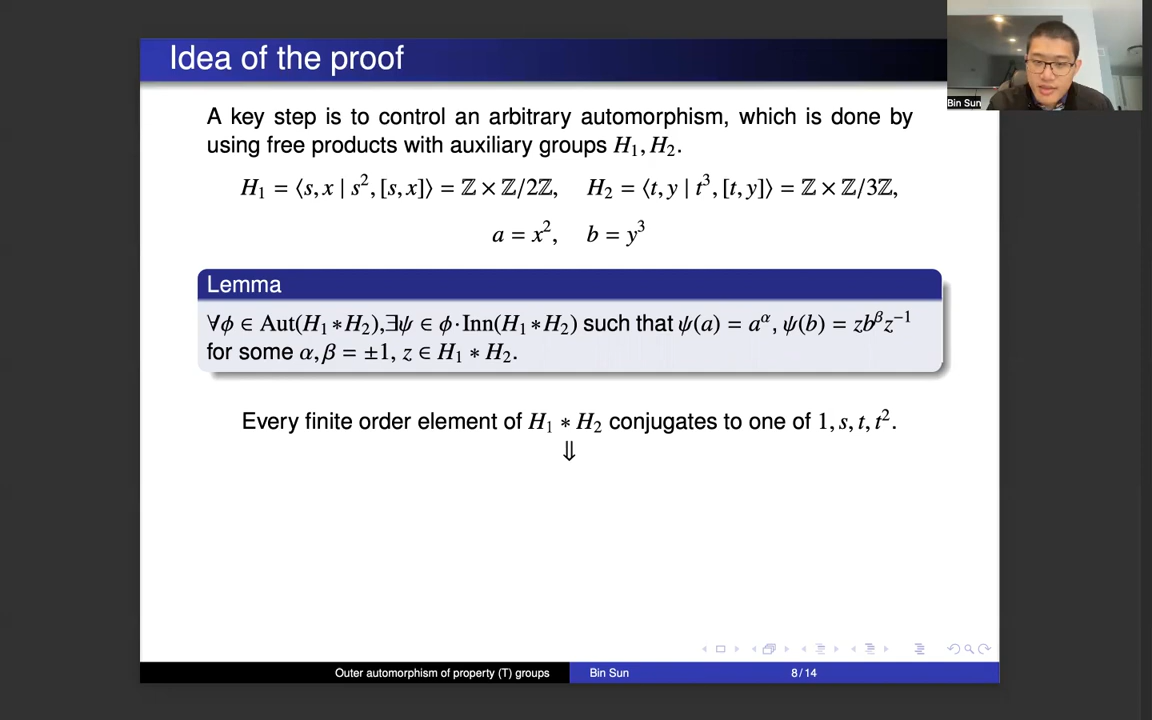 Idea of the proof
A key step is to control an arbitrary automorphism, which is done by
using free products with auxiliary groups H₁, H₂.
H₁ = ⟨s, x | s², [s, x]⟩ = ℤ × ℤ/2ℤ, H₂ = ⟨t, y | t³, [t, y]⟩ = ℤ × ℤ/3ℤ,
a = x², b = y³
Lemma
∀ϕ ∈ Aut(H₁ ∗ H₂), ∃ψ ∈ ϕ·Inn(H₁ ∗ H₂) such that ψ(a) = a^α, ψ(b) = zb^βz⁻¹
for some α, β = ±1, z ∈ H₁ ∗ H₂.
Every finite order element of H₁ ∗ H₂ conjugates to one of 1, s, t, t².
⇓
Outer automorphism of property (T) groups Bin Sun 8/14
Bin Sun